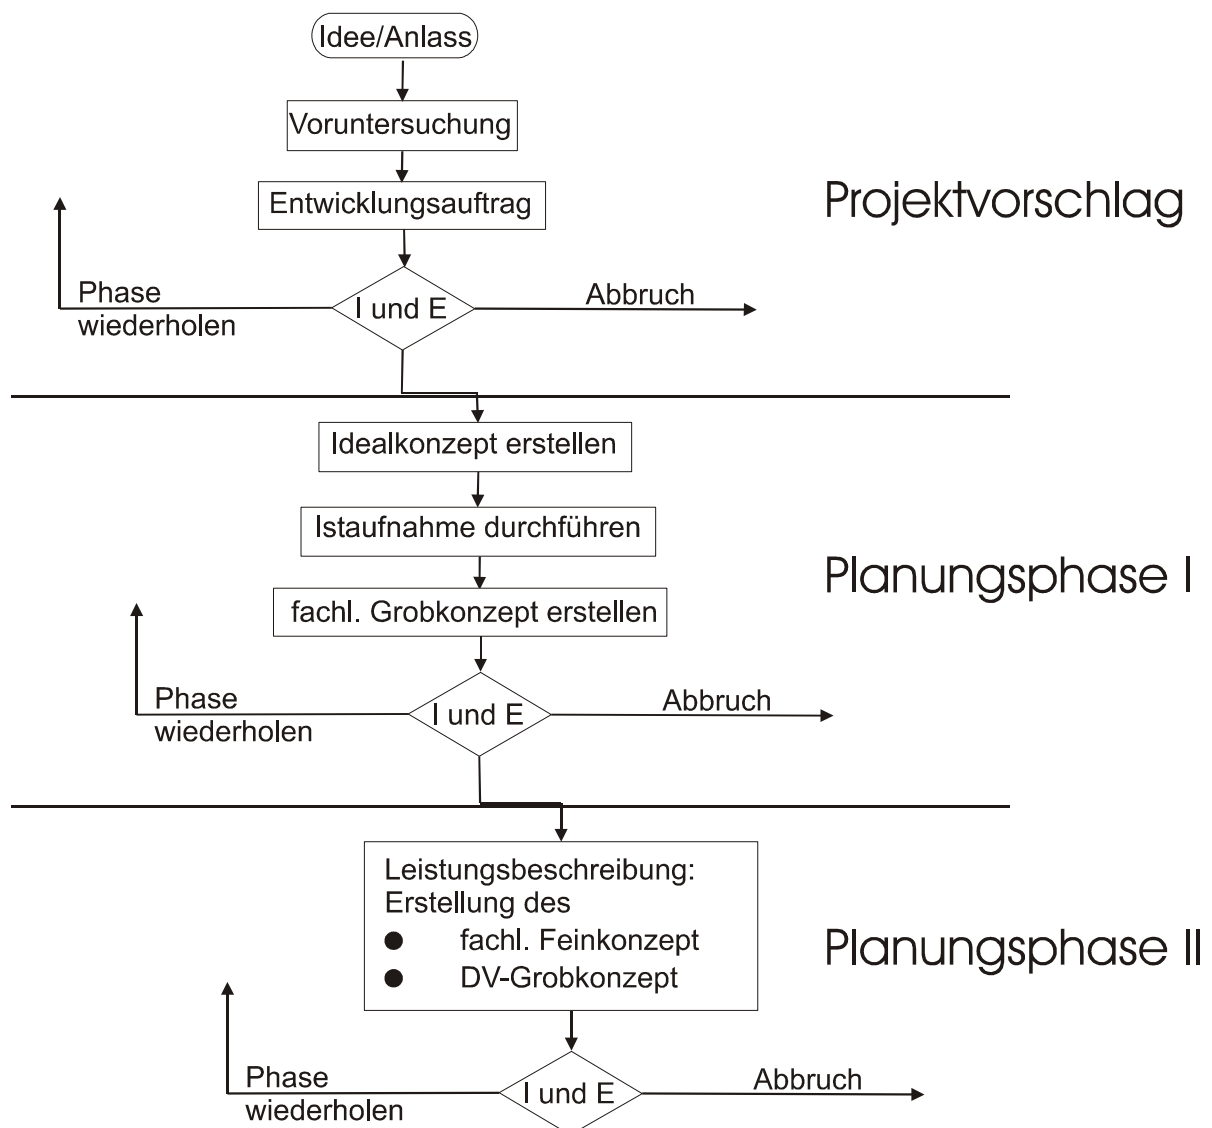 Idee/Anlass
Voruntersuchung
Entwicklungsauftrag
Projektvorschlag
Phase
wiederholen
I und E
Abbruch
Idealkonzept erstellen
Istaufnahme durchführen
Planungsphase I
fachl. Grobkonzept erstellen
Phase
wiederholen
I und E
Abbruch
Leistungsbeschreibung:
Erstellung des
● fachl. Feinkonzept
● DV-Grobkonzept
Planungsphase II
Phase
wiederholen
I und E
Abbruch